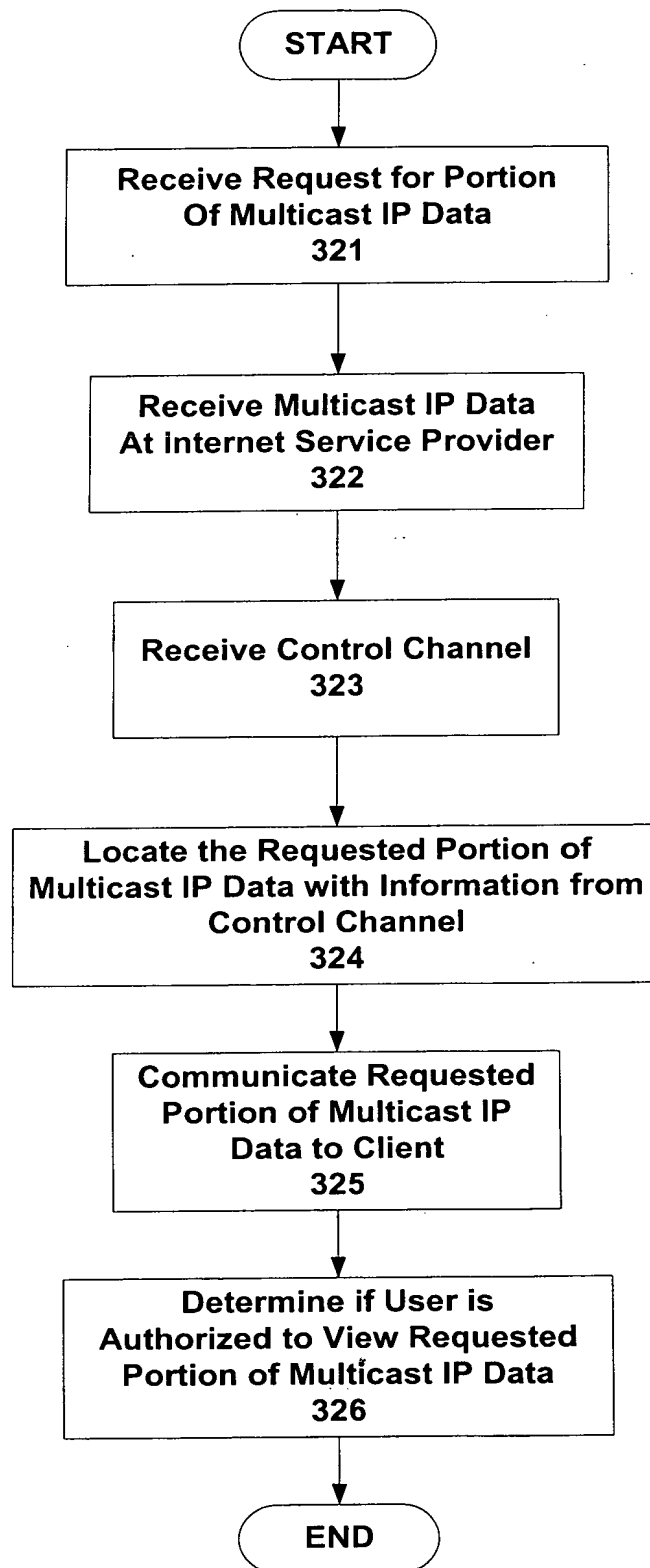 START
Receive Request for Portion
Of Multicast IP Data
321
Receive Multicast IP Data
At internet Service Provider
322
Receive Control Channel
323
Locate the Requested Portion of
Multicast IP Data with Information from
Control Channel
324
Communicate Requested
Portion of Multicast IP
Data to Client
325
Determine if User is
Authorized to View Requested
Portion of Multicast IP Data
326
END